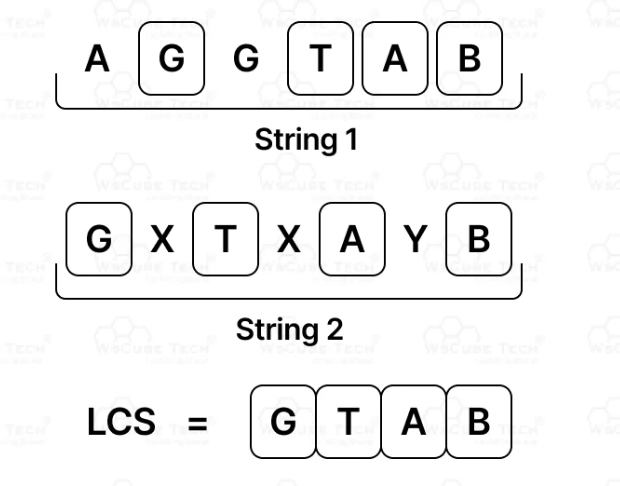 A G G T A B
String 1
G X T X A Y B
String 2
LCS = G T A B